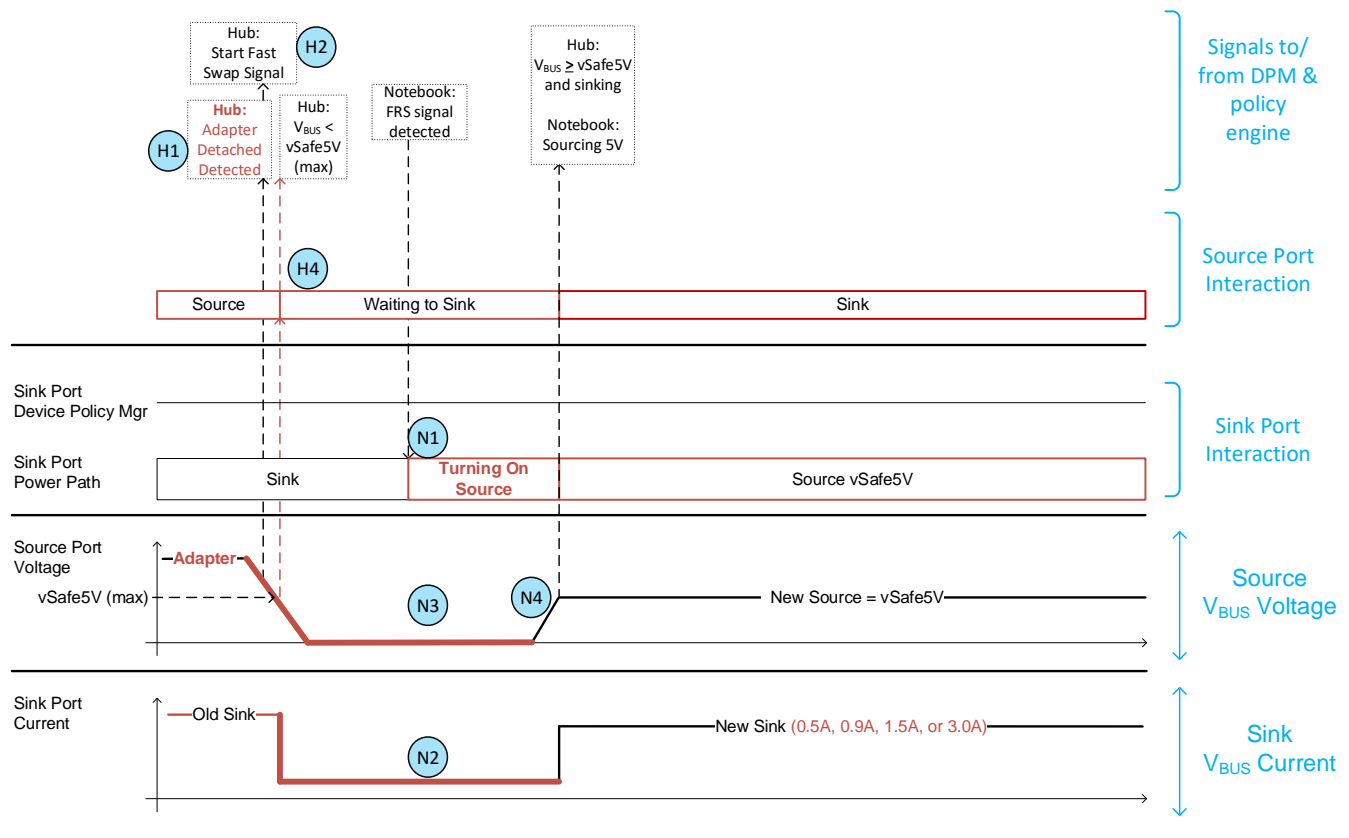 Hub:
Start Fast
Swap Signal
H2
Hub:
Adapter
Detached
Detected
H1
Hub:
VBUS <
vSafe5V
(max)
Notebook:
FRS signal
detected
Hub:
VBUS ≥ vSafe5V
and sinking
Notebook:
Sourcing 5V
Signals to/
from DPM &
policy
engine
H4
Source
Waiting to Sink
Sink
Source Port
Interaction
Sink Port
Device Policy Mgr
N1
Sink Port
Power Path
Sink
Turning On
Source
Source vSafe5V
Sink Port
Interaction
Source Port
Voltage
Adapter
vSafe5V (max)
N3
N4
New Source = vSafe5V
Source
VBUS Voltage
Sink Port
Current
Old Sink
N2
New Sink (0.5A, 0.9A, 1.5A, or 3.0A)
Sink
VBUS Current